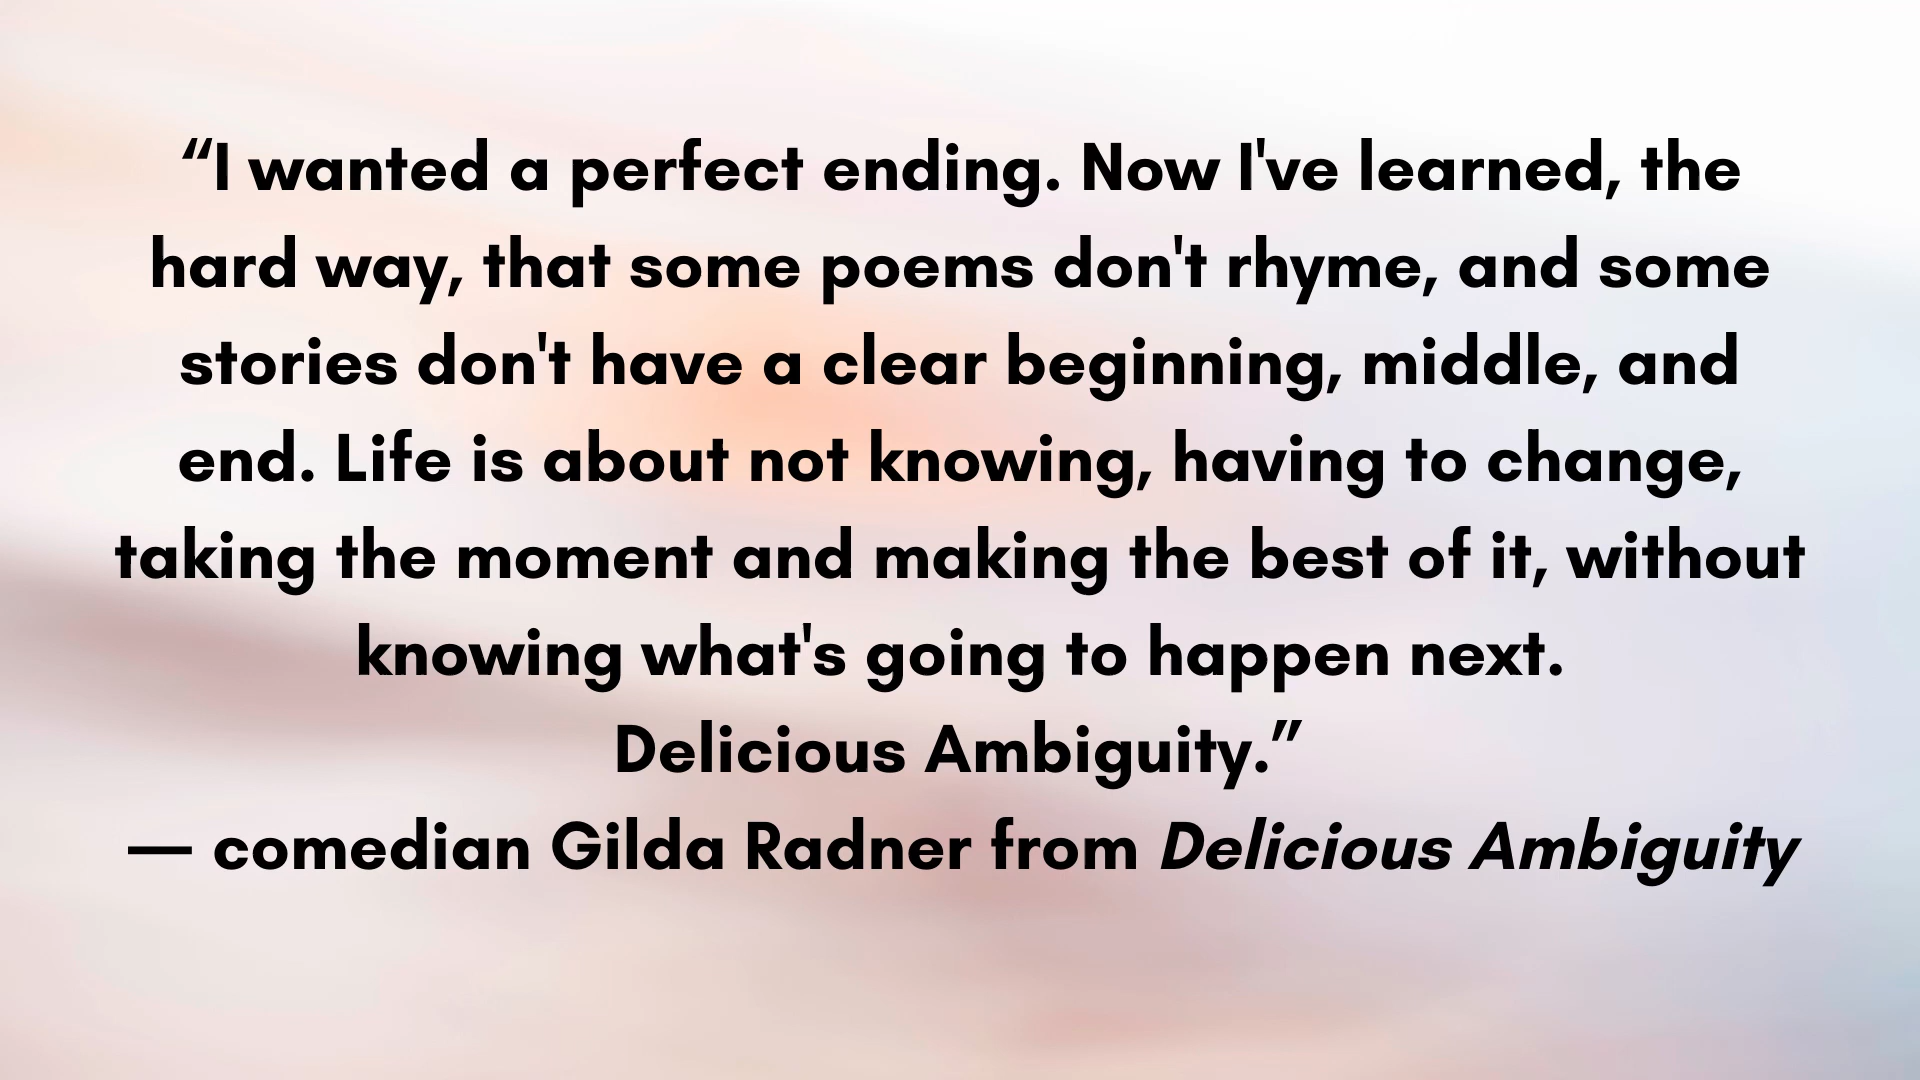 “I wanted a perfect ending. Now I've learned, the
hard way, that some poems don't rhyme, and some
stories don't have a clear beginning, middle, and
end. Life is about not knowing, having to change,
taking the moment and making the best of it, without
knowing what's going to happen next.
Delicious Ambiguity.”
— comedian Gilda Radner from Delicious Ambiguity